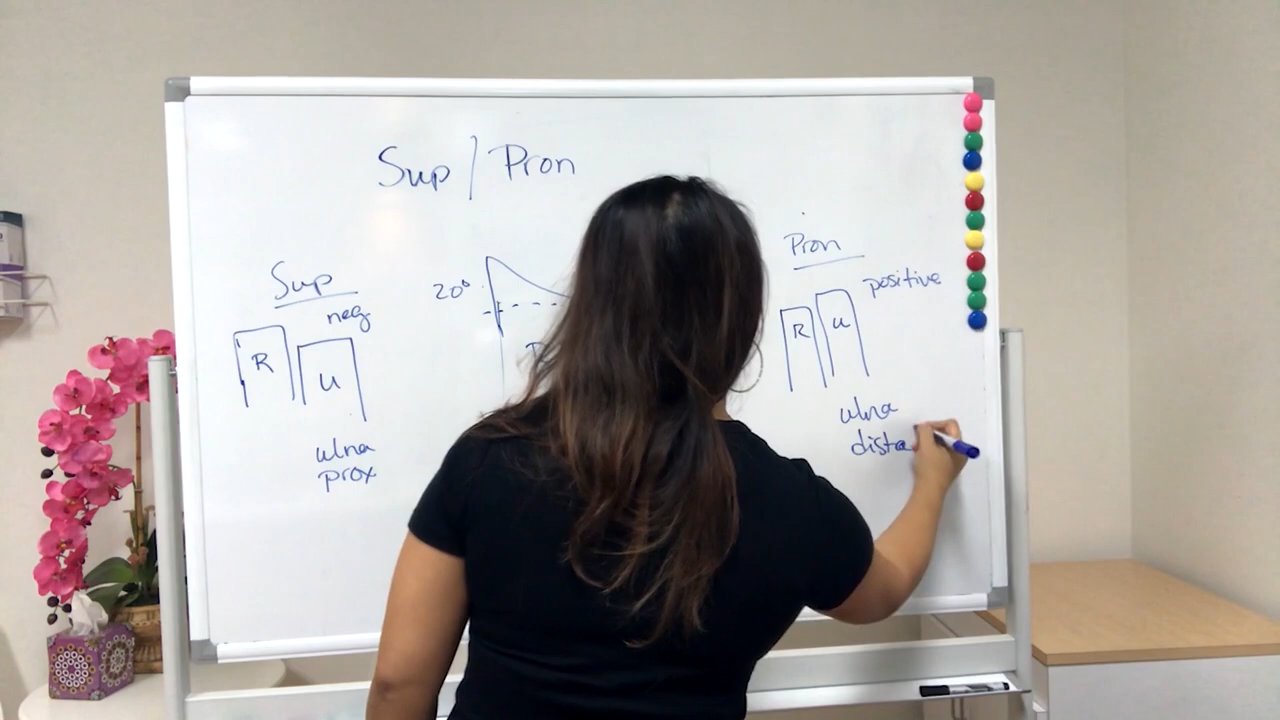 Sup / Pron
Sup
neg
R
U
ulna
prox
20°
Pron
positive
R
U
ulna
dista